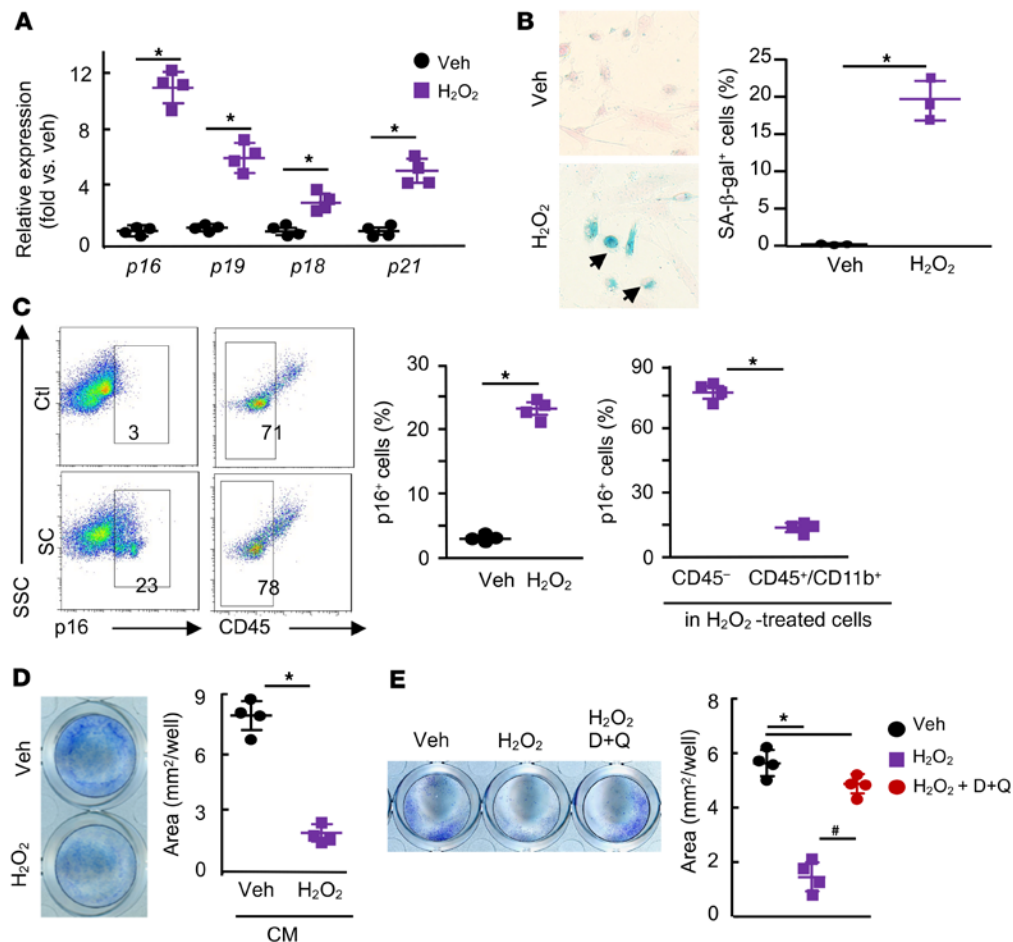 A
Relative expression
(fold vs. veh)
12
8
4
0
*
*
*
*
Veh
H₂O₂
p16
p19
p18
p21
B
Veh
H₂O₂
SA-β-gal⁺ cells (%)
25
20
15
10
5
0
*
Veh
H₂O₂
C
Ctl
SC
SSC
3
71
23
78
p16
CD45
p16⁺ cells (%)
30
20
10
0
*
Veh
H₂O₂
p16⁺ cells (%)
90
60
30
0
*
CD45⁻
CD45⁺/CD11b⁺
in H₂O₂ -treated cells
D
Veh
H₂O₂
Area (mm²/well)
9
6
3
0
*
Veh
H₂O₂
CM
E
Veh
H₂O₂
H₂O₂
D+Q
Area (mm²/well)
8
6
4
2
0
*
#
Veh
H₂O₂
H₂O₂ + D+Q